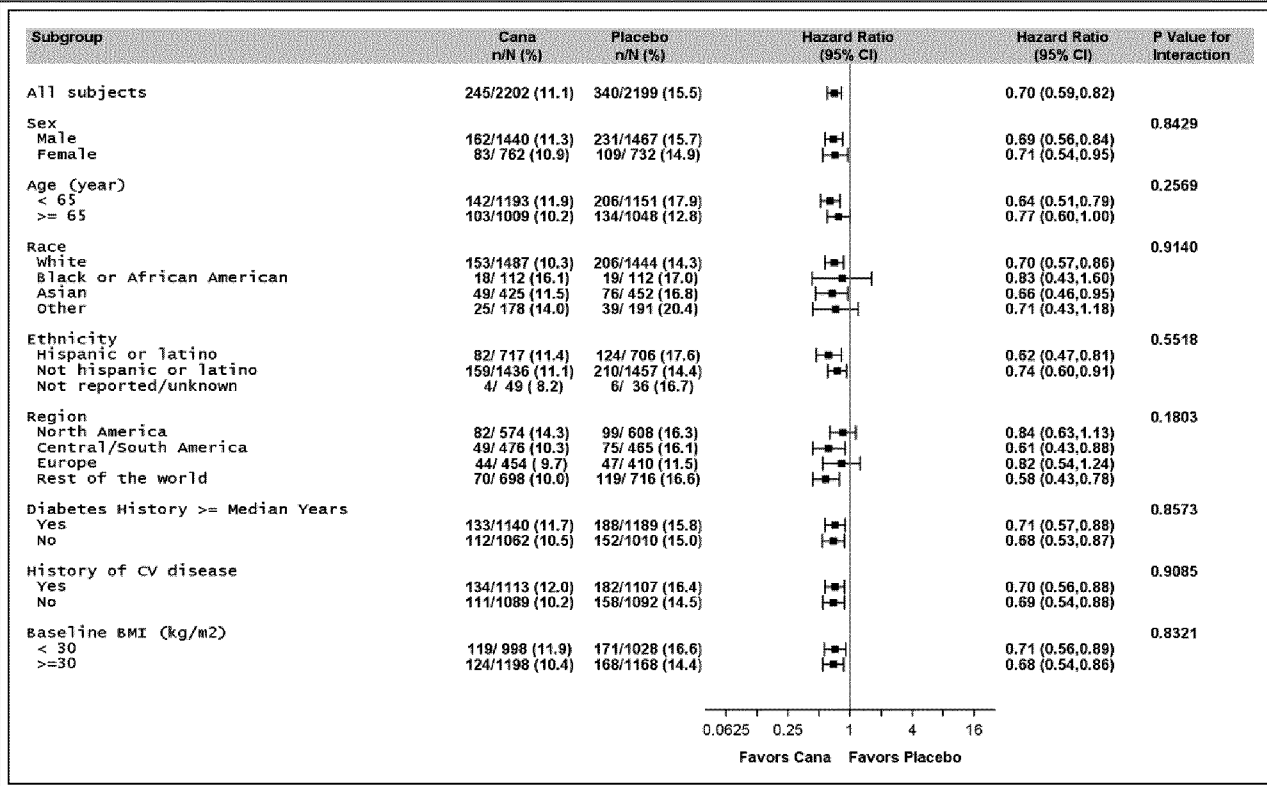 Subgroup Cana Placebo Hazard Ratio Hazard Ratio P Value for
n/N (%) n/N (%) (95% CI) (95% CI) Interaction
All subjects 245/2202 (11.1) 340/2199 (15.5) 0.70 (0.59,0.82)
Sex 0.8429
Male 162/1440 (11.3) 231/1467 (15.7) 0.69 (0.56,0.84)
Female 83/ 762 (10.9) 109/ 732 (14.9) 0.71 (0.54,0.95)
Age (year) 0.2569
< 65 142/1193 (11.9) 206/1151 (17.9) 0.64 (0.51,0.79)
>= 65 103/1009 (10.2) 134/1048 (12.8) 0.77 (0.60,1.00)
Race 0.9140
White 153/1487 (10.3) 206/1444 (14.3) 0.70 (0.57,0.86)
Black or African American 18/ 112 (16.1) 19/ 112 (17.0) 0.83 (0.43,1.60)
Asian 49/ 425 (11.5) 76/ 452 (16.8) 0.66 (0.46,0.95)
Other 25/ 178 (14.0) 39/ 191 (20.4) 0.71 (0.43,1.18)
Ethnicity 0.5518
Hispanic or latino 82/ 717 (11.4) 124/ 706 (17.6) 0.62 (0.47,0.81)
Not hispanic or latino 159/1436 (11.1) 210/1457 (14.4) 0.74 (0.60,0.91)
Not reported/unknown 4/ 49 ( 8.2) 6/ 36 (16.7)
Region 0.1803
North America 82/ 574 (14.3) 99/ 608 (16.3) 0.84 (0.63,1.13)
Central/South America 49/ 476 (10.3) 75/ 465 (16.1) 0.61 (0.43,0.88)
Europe 44/ 454 ( 9.7) 47/ 410 (11.5) 0.82 (0.54,1.24)
Rest of the world 70/ 698 (10.0) 119/ 716 (16.6) 0.58 (0.43,0.78)
Diabetes History >= Median Years 0.8573
Yes 133/1140 (11.7) 188/1189 (15.8) 0.71 (0.57,0.88)
No 112/1062 (10.5) 152/1010 (15.0) 0.68 (0.53,0.87)
History of CV disease 0.9085
Yes 134/1113 (12.0) 182/1107 (16.4) 0.70 (0.56,0.88)
No 111/1089 (10.2) 158/1092 (14.5) 0.69 (0.54,0.88)
Baseline BMI (kg/m2) 0.8321
< 30 119/ 998 (11.9) 171/1028 (16.6) 0.71 (0.56,0.89)
>=30 124/1198 (10.4) 168/1168 (14.4) 0.68 (0.54,0.86)
0.0625 0.25 1 4 16
Favors Cana Favors Placebo